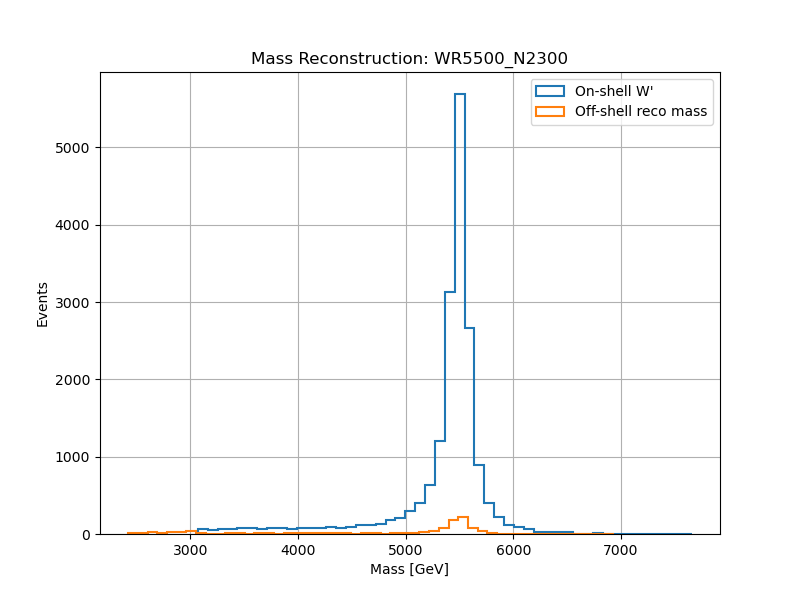 Mass Reconstruction: WR5500_N2300
On-shell W'
Off-shell reco mass
Events
5000
4000
3000
2000
1000
0
3000 4000 5000 6000 7000
Mass [GeV]